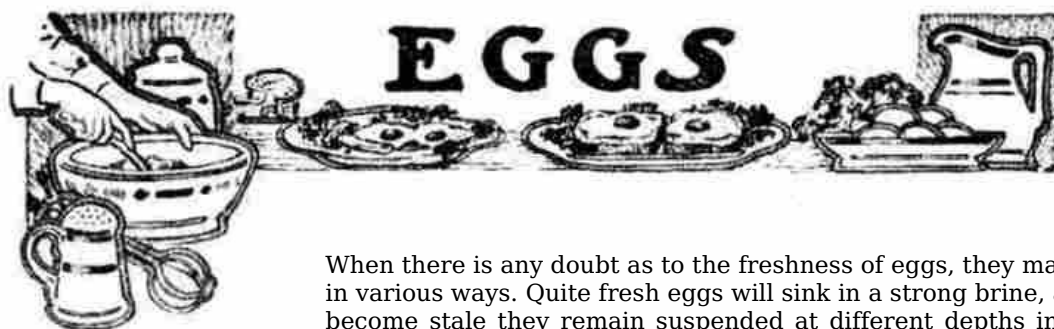 EGGS
When there is any doubt as to the freshness of eggs, they ma
in various ways. Quite fresh eggs will sink in a strong brine,
become stale they remain suspended at different depths in